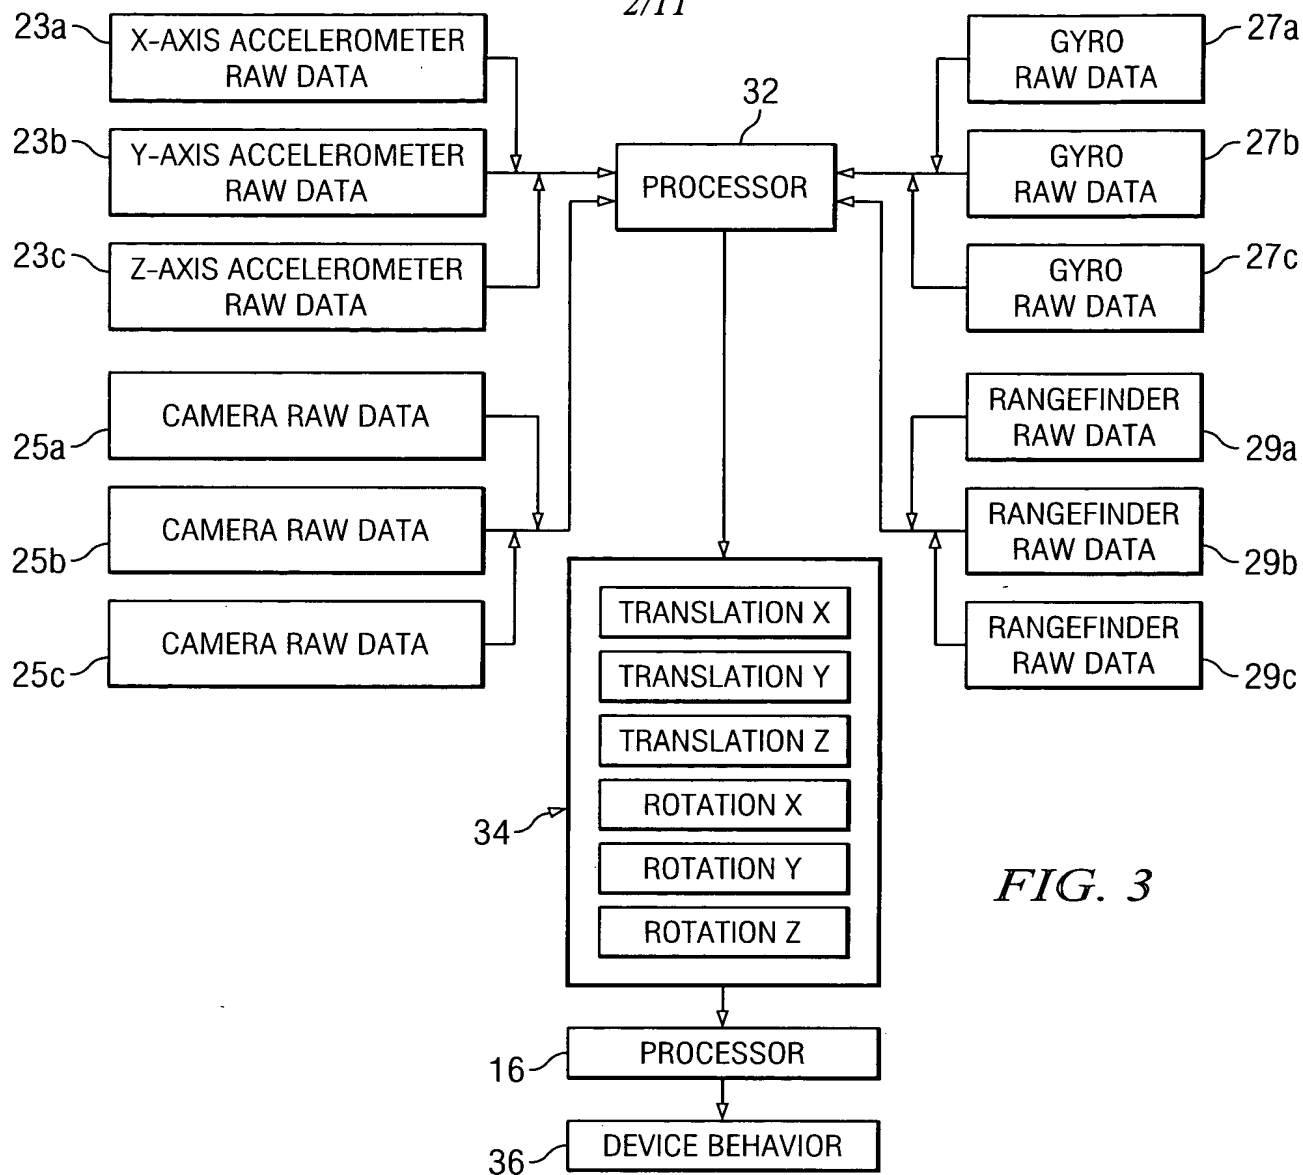 2/11
23a
X-AXIS ACCELEROMETER
RAW DATA
23b
Y-AXIS ACCELEROMETER
RAW DATA
23c
Z-AXIS ACCELEROMETER
RAW DATA
CAMERA RAW DATA
25a
CAMERA RAW DATA
25b
CAMERA RAW DATA
25c
32
PROCESSOR
27a
GYRO
RAW DATA
27b
GYRO
RAW DATA
27c
GYRO
RAW DATA
RANGEFINDER
RAW DATA
29a
RANGEFINDER
RAW DATA
29b
RANGEFINDER
RAW DATA
29c
TRANSLATION X
TRANSLATION Y
TRANSLATION Z
ROTATION X
34
ROTATION Y
ROTATION Z
FIG. 3
PROCESSOR
16
DEVICE BEHAVIOR
36